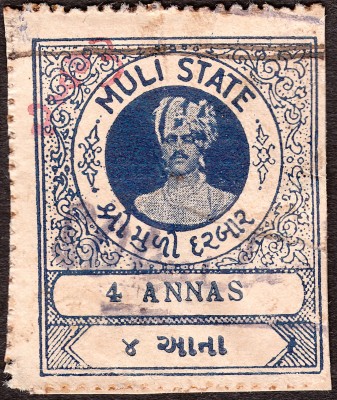 MULI STATE
શ્રી મુળી દરબાર
4 ANNAS
૪ આના